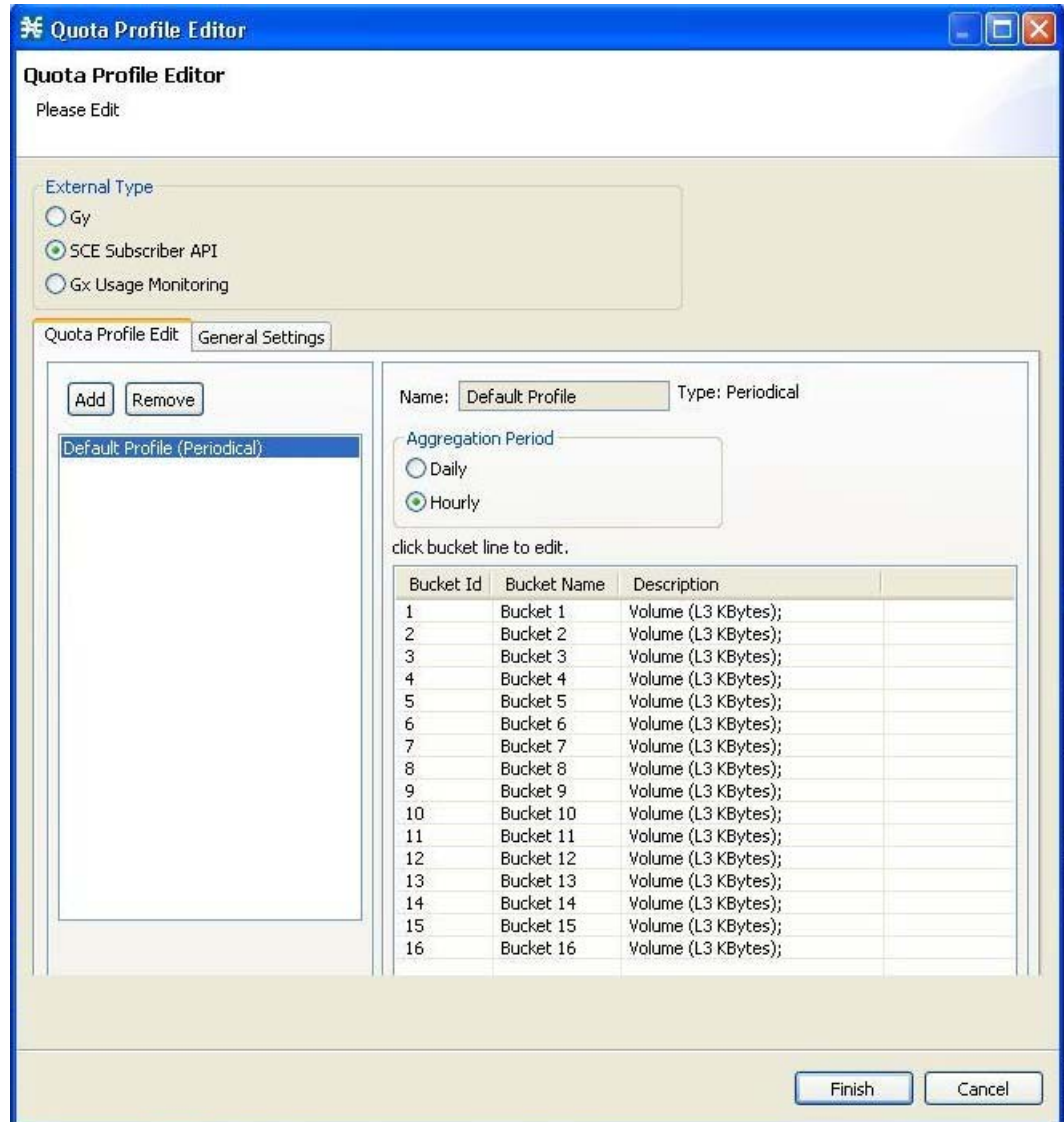 Quota Profile Editor
Quota Profile Editor
Please Edit
External Type
Gy
SCE Subscriber API
Gx Usage Monitoring
Quota Profile Edit
General Settings
Add
Remove
Default Profile (Periodical)
Name: Default Profile Type: Periodical
Aggregation Period
Daily
Hourly
click bucket line to edit.
Bucket Id Bucket Name Description
1 Bucket 1 Volume (L3 KBytes);
2 Bucket 2 Volume (L3 KBytes);
3 Bucket 3 Volume (L3 KBytes);
4 Bucket 4 Volume (L3 KBytes);
5 Bucket 5 Volume (L3 KBytes);
6 Bucket 6 Volume (L3 KBytes);
7 Bucket 7 Volume (L3 KBytes);
8 Bucket 8 Volume (L3 KBytes);
9 Bucket 9 Volume (L3 KBytes);
10 Bucket 10 Volume (L3 KBytes);
11 Bucket 11 Volume (L3 KBytes);
12 Bucket 12 Volume (L3 KBytes);
13 Bucket 13 Volume (L3 KBytes);
14 Bucket 14 Volume (L3 KBytes);
15 Bucket 15 Volume (L3 KBytes);
16 Bucket 16 Volume (L3 KBytes);
Finish
Cancel